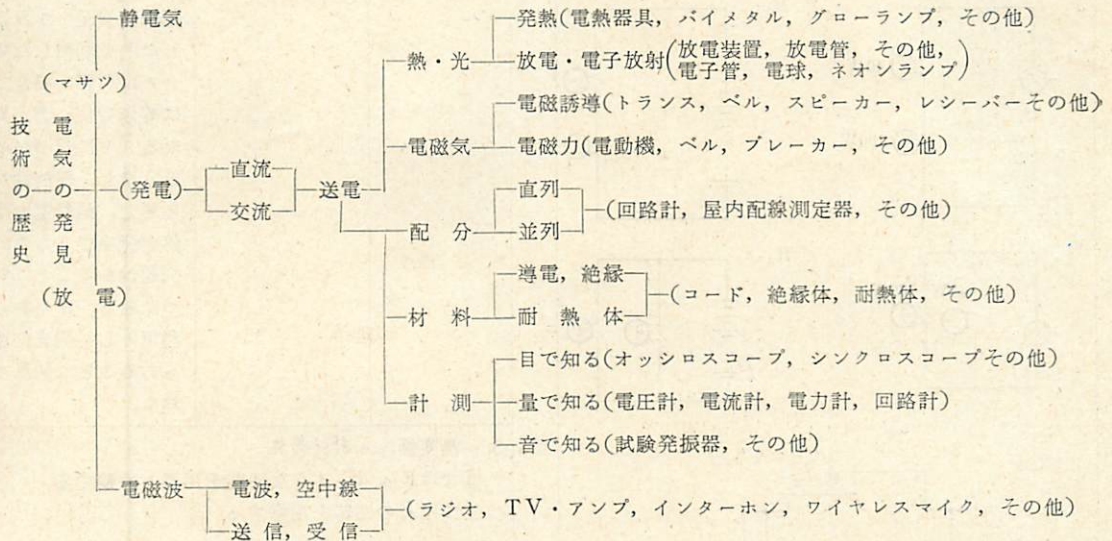 静電気
(マサツ)
技術の歴史
電気の発見
(発電)
直流
交流
送電
(放電)
熱・光
発熱(電熱器具, バイメタル, グローランプ, その他)
放電・電子放射(放電装置, 放電管, その他,
電子管, 電球, ネオンランプ)
電磁気
電磁誘導(トランス, ベル, スピーカー, レシーバーその他)
電磁力(電動機, ベル, ブレーカー, その他)
配分
直列
並列
(回路計, 屋内配線測定器, その他)
材料
導電, 絶縁
耐熱体
(コード, 絶縁体, 耐熱体, その他)
計測
目で知る(オッシロスコープ, シンクロスコープその他)
量で知る(電圧計, 電流計, 電力計, 回路計)
音で知る(試験発振器, その他)
電磁波
電波, 空中線
送信, 受信
(ラジオ, TV・アンプ, インターホン, ワイヤレスマイク, その他)